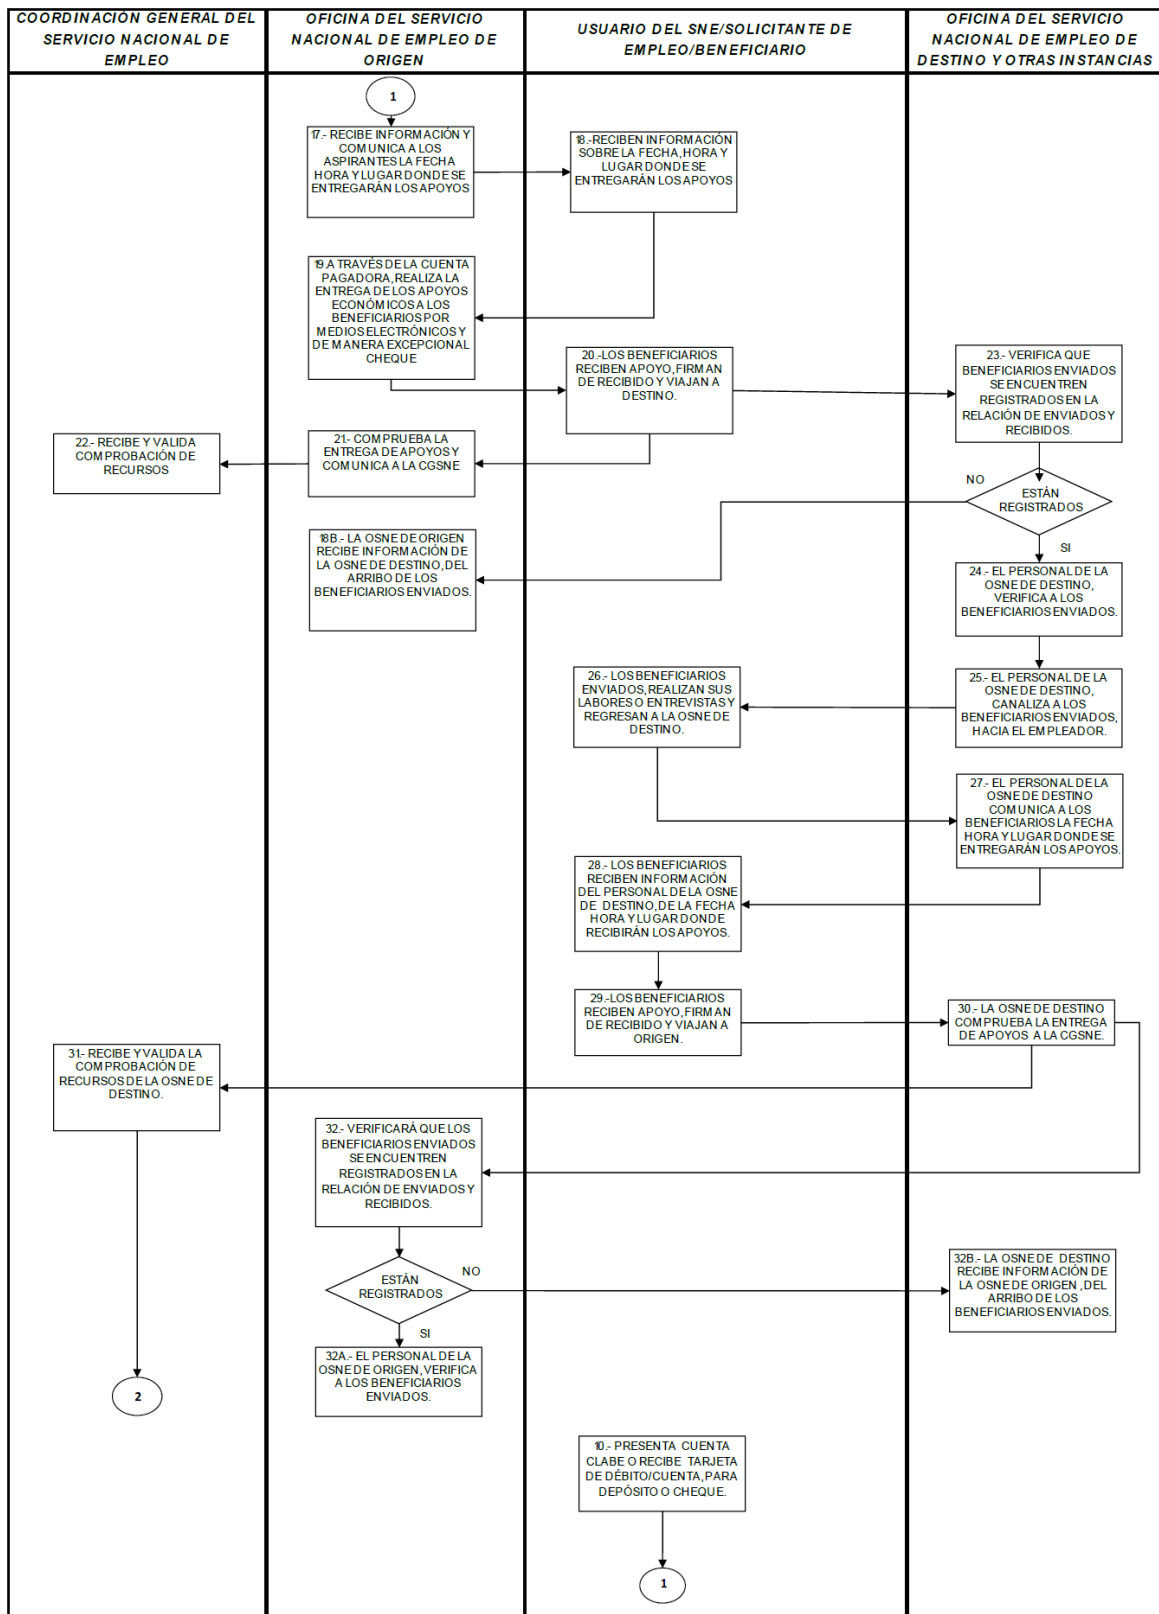 COORDINACIÓN GENERAL DEL
SERVICIO NACIONAL DE
EMPLEO
OFICINA DEL SERVICIO
NACIONAL DE EMPLEO DE
ORIGEN
USUARIO DEL SNE/SOLICITANTE DE
EMPLEO/BENEFICIARIO
OFICINA DEL SERVICIO
NACIONAL DE EMPLEO DE
DESTINO Y OTRAS INSTANCIAS
1
17.- RECIBE INFORMACIÓN Y
COMUNICA A LOS
ASPIRANTES LA FECHA
HORA Y LUGAR DONDE SE
ENTREGARÁN LOS APOYOS
18.-RECIBEN INFORMACIÓN
SOBRE LA FECHA, HORA Y
LUGAR DONDE SE
ENTREGARÁN LOS APOYOS
19.A TRAVÉS DE LA CUENTA
PAGADORA, REALIZA LA
ENTREGA DE LOS APOYOS
ECONÓMICOS A LOS
BENEFICIARIOS POR
MEDIOS ELECTRÓNICOS Y
DE MANERA EXCEPCIONAL
CHEQUE
20.-LOS BENEFICIARIOS
RECIBEN APOYO, FIRMAN
DE RECIBIDO Y VIAJAN A
DESTINO.
23.- VERIFICA QUE
BENEFICIARIOS ENVIADOS
SE ENCUENTREN
REGISTRADOS EN LA
RELACIÓN DE ENVIADOS Y
RECIBIDOS.
22.- RECIBE Y VALIDA
COMPROBACIÓN DE
RECURSOS
21.- COMPRUEBA LA
ENTREGA DE APOYOS Y
COMUNICA A LA CGSNE
NO
ESTÁN
REGISTRADOS
SI
18B.- LA OSNE DE ORIGEN
RECIBE INFORMACIÓN DE
LA OSNE DE DESTINO, DEL
ARRIBO DE LOS
BENEFICIARIOS ENVIADOS.
24.- EL PERSONAL DE LA
OSNE DE DESTINO,
VERIFICA A LOS
BENEFICIARIOS ENVIADOS.
26.- LOS BENEFICIARIOS
ENVIADOS, REALIZAN SUS
LABORES O ENTREVISTAS Y
REGRESAN A LA OSNE DE
DESTINO.
25.- EL PERSONAL DE LA
OSNE DE DESTINO,
CANALIZA A LOS
BENEFICIARIOS ENVIADOS,
HACIA EL EMPLEADOR.
27.- EL PERSONAL DE LA
OSNE DE DESTINO
COMUNICA A LOS
BENEFICIARIOS LA FECHA
HORA Y LUGAR DONDE SE
ENTREGARÁN LOS APOYOS.
28.- LOS BENEFICIARIOS
RECIBEN INFORMACIÓN
DEL PERSONAL DE LA OSNE
DE DESTINO, DE LA FECHA
HORA Y LUGAR DONDE
RECIBIRÁN LOS APOYOS.
29.-LOS BENEFICIARIOS
RECIBEN APOYO, FIRMAN
DE RECIBIDO Y VIAJAN A
ORIGEN.
30.- LA OSNE DE DESTINO
COMPRUEBA LA ENTREGA
DE APOYOS A LA CGSNE.
31.- RECIBE Y VALIDA LA
COMPROBACIÓN DE
RECURSOS DE LA OSNE DE
DESTINO.
32.- VERIFICARÁ QUE LOS
BENEFICIARIOS ENVIADOS
SE ENCUENTREN
REGISTRADOS EN LA
RELACIÓN DE ENVIADOS Y
RECIBIDOS.
ESTÁN
REGISTRADOS
NO
SI
32B.- LA OSNE DE DESTINO
RECIBE INFORMACIÓN DE
LA OSNE DE ORIGEN, DEL
ARRIBO DE LOS
BENEFICIARIOS ENVIADOS.
32A.- EL PERSONAL DE LA
OSNE DE ORIGEN, VERIFICA
A LOS BENEFICIARIOS
ENVIADOS.
2
10.- PRESENTA CUENTA
CLABE O RECIBE TARJETA
DE DÉBITO/CUENTA, PARA
DEPÓSITO O CHEQUE.
1